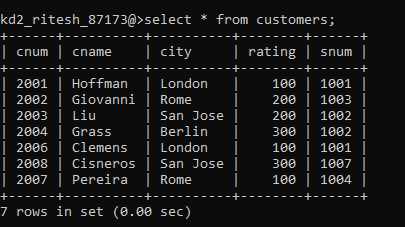 kd2_ritesh_87173@>select * from customers;
+------+----------+----------+--------+------+
| cnum | cname | city | rating | snum |
+------+----------+----------+--------+------+
| 2001 | Hoffman | London | 100 | 1001 |
| 2002 | Giovanni | Rome | 200 | 1003 |
| 2003 | Liu | San Jose | 200 | 1002 |
| 2004 | Grass | Berlin | 300 | 1002 |
| 2006 | Clemens | London | 100 | 1001 |
| 2008 | Cisneros | San Jose | 300 | 1007 |
| 2007 | Pereira | Rome | 100 | 1004 |
+------+----------+----------+--------+------+
7 rows in set (0.00 sec)